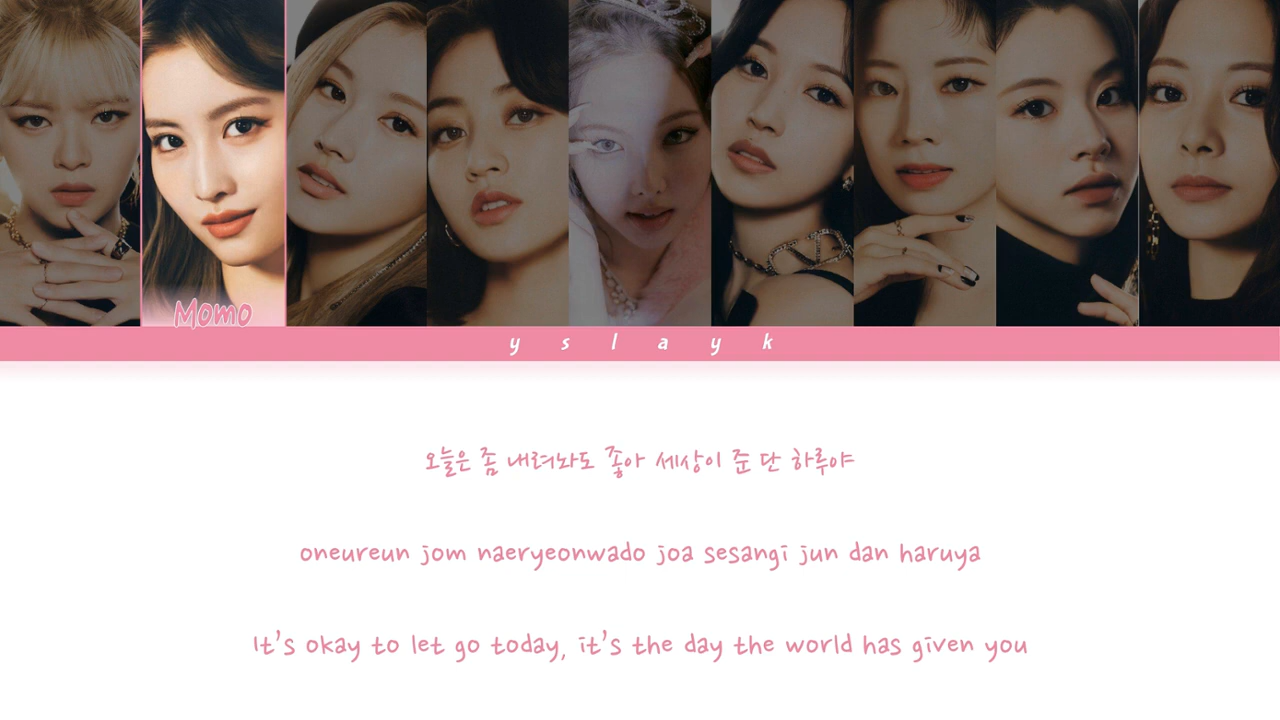 Momo
y s l a y k
오늘은 좀 내려놔도 좋아 세상이 준 단 하루야
oneureun jom naeryeonwado joa sesangi jun dan haruya
It's okay to let go today, it's the day the world has given you